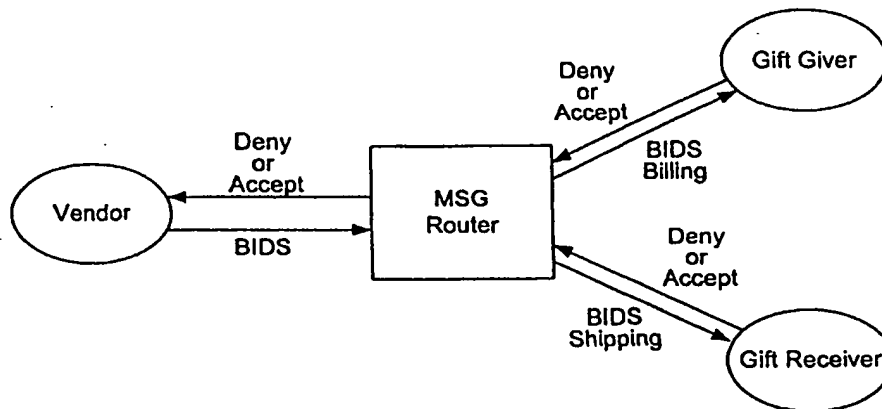 Gift Giver
Deny
or
Accept
BIDS
Billing
Deny
or
Accept
Vendor
MSG
Router
BIDS
Deny
or
Accept
BIDS
Shipping
Gift Receiver